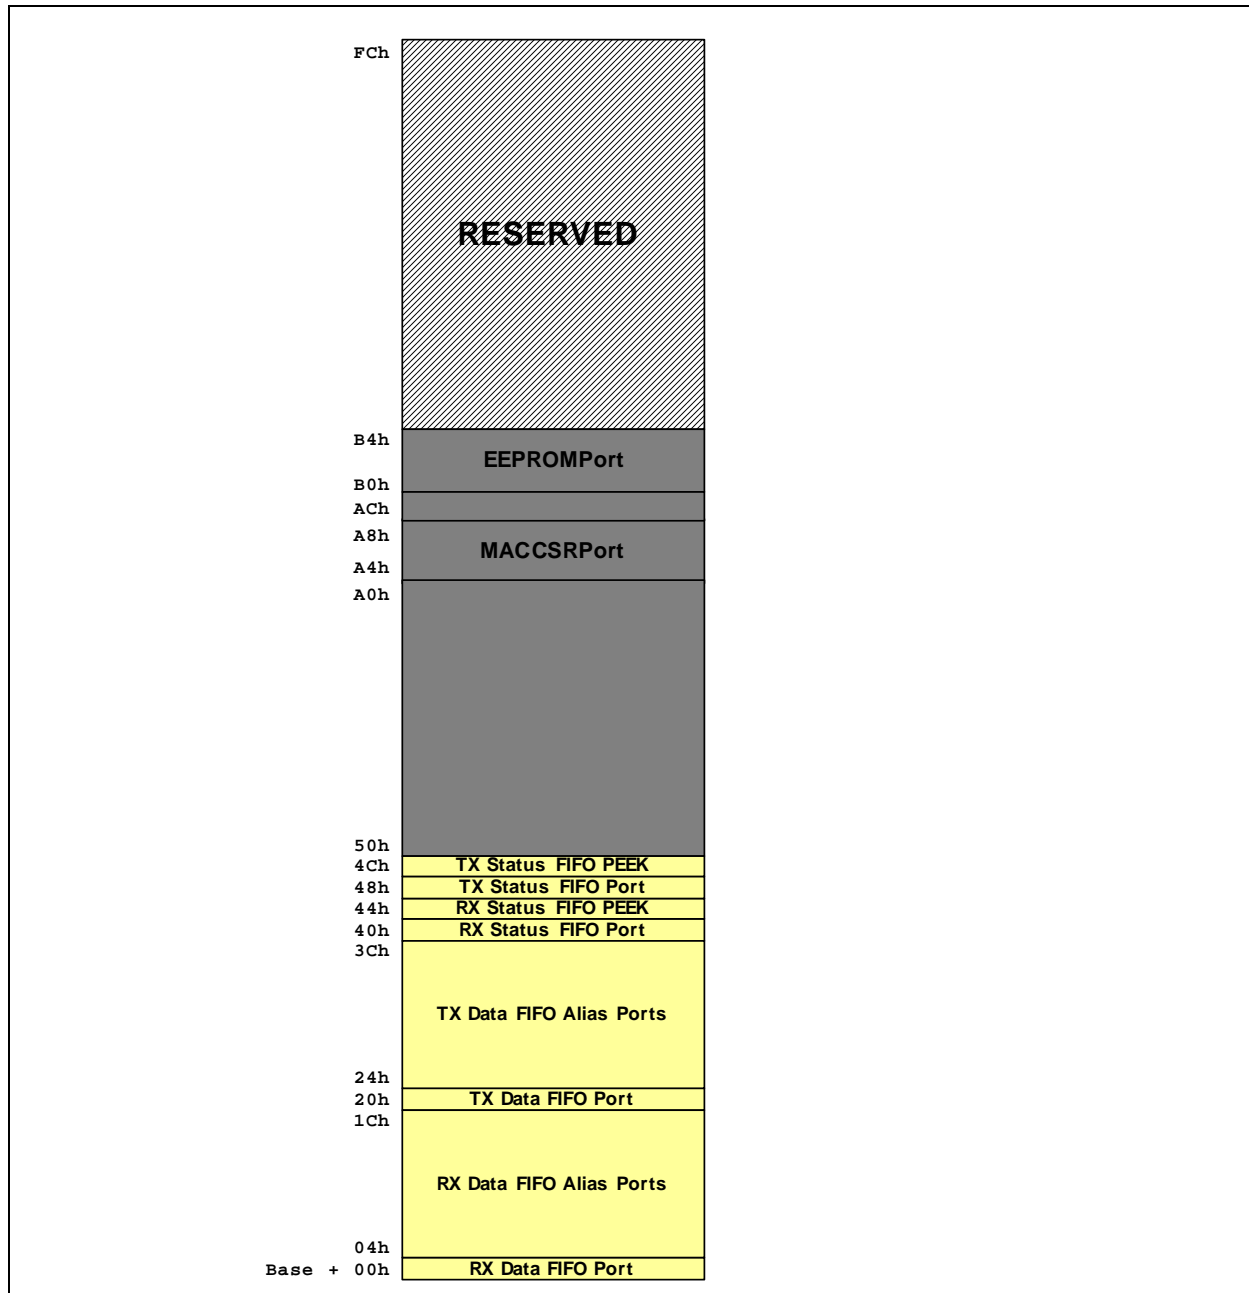 FCh
RESERVED
B4h
EEPROMPort
B0h
ACh
A8h
MACCSRPort
A4h
A0h
50h
4Ch TX Status FIFO PEEK
48h TX Status FIFO Port
44h RX Status FIFO PEEK
40h RX Status FIFO Port
3Ch
TX Data FIFO Alias Ports
24h
20h TX Data FIFO Port
1Ch
RX Data FIFO Alias Ports
04h
Base + 00h RX Data FIFO Port